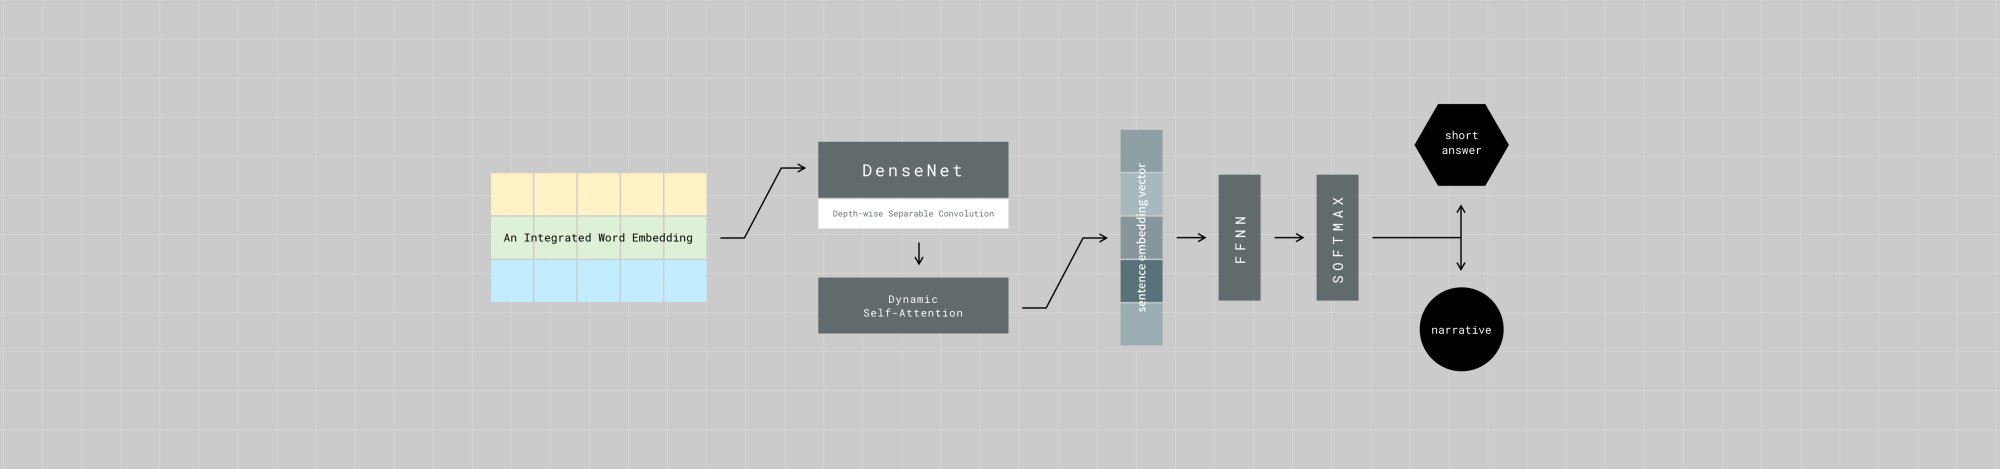 An Integrated Word Embedding
DenseNet
Depth-wise Separable Convolution
Dynamic
Self-Attention
sentence embedding vector
FFNN
SOFTMAX
short
answer
narrative